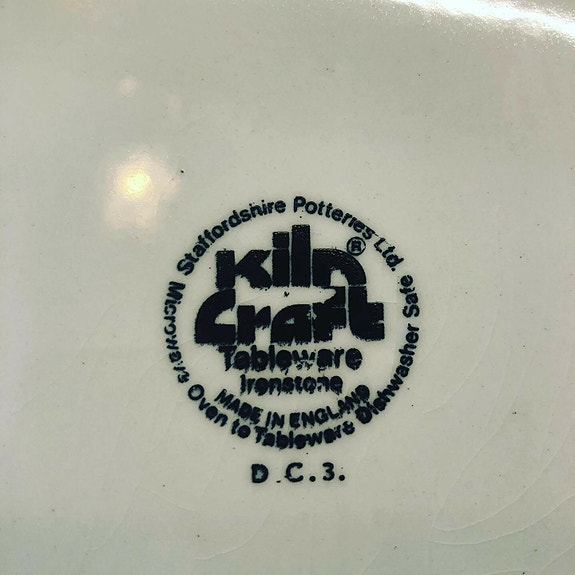 Staffordshire Potteries Ltd.
Kiln ®
Craft
Tableware
Ironstone
MADE IN ENGLAND
Microwave Oven to Tableware Dishwasher Safe
D.C.3.